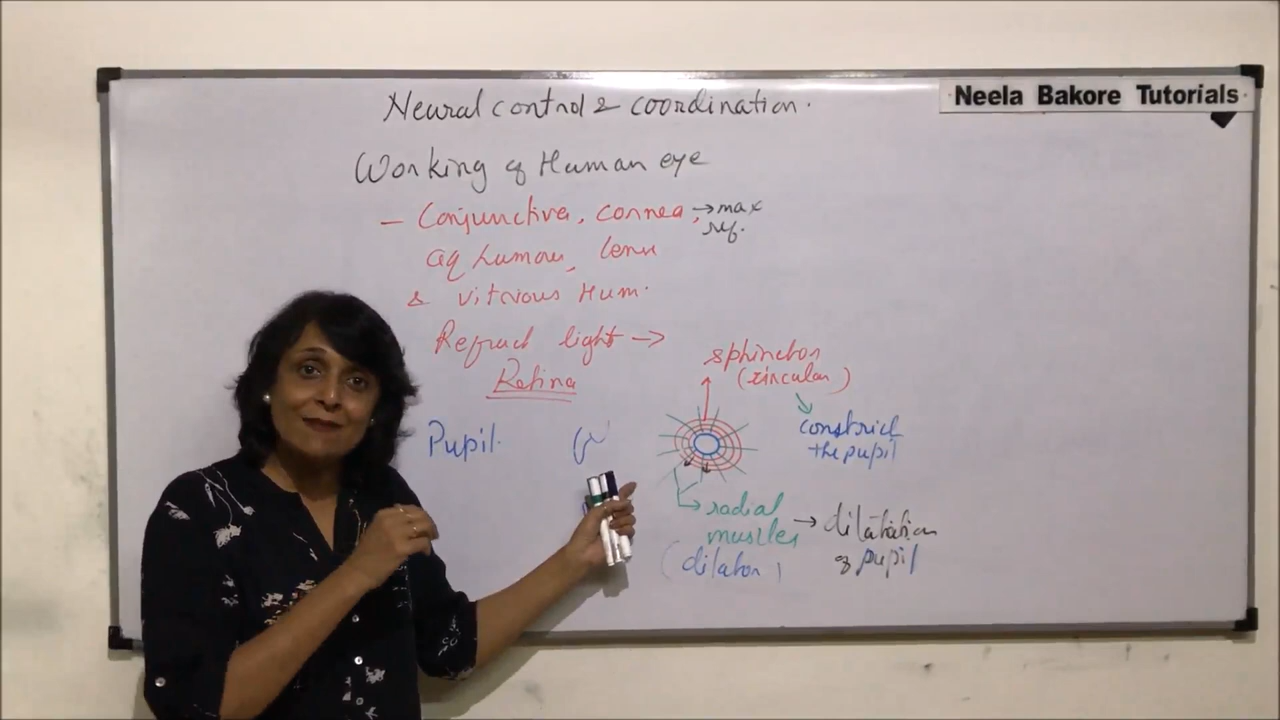 Neela Bakore Tutorials
Neural control & coordination.
Working of Human eye
- Conjunctiva, cornea, → max
ref.
aq humour, lens
& vitrious Hum.
Refract light →
Retina
sphincter
(circular)
Pupil
constrict
the pupil
radial
muscles → dilatation
(dilator) of pupil